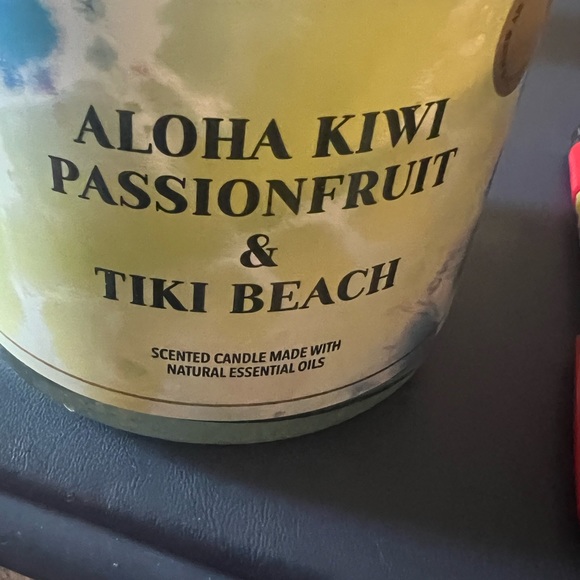 ALOHA KIWI
PASSIONFRUIT
&
TIKI BEACH
SCENTED CANDLE MADE WITH
NATURAL ESSENTIAL OILS